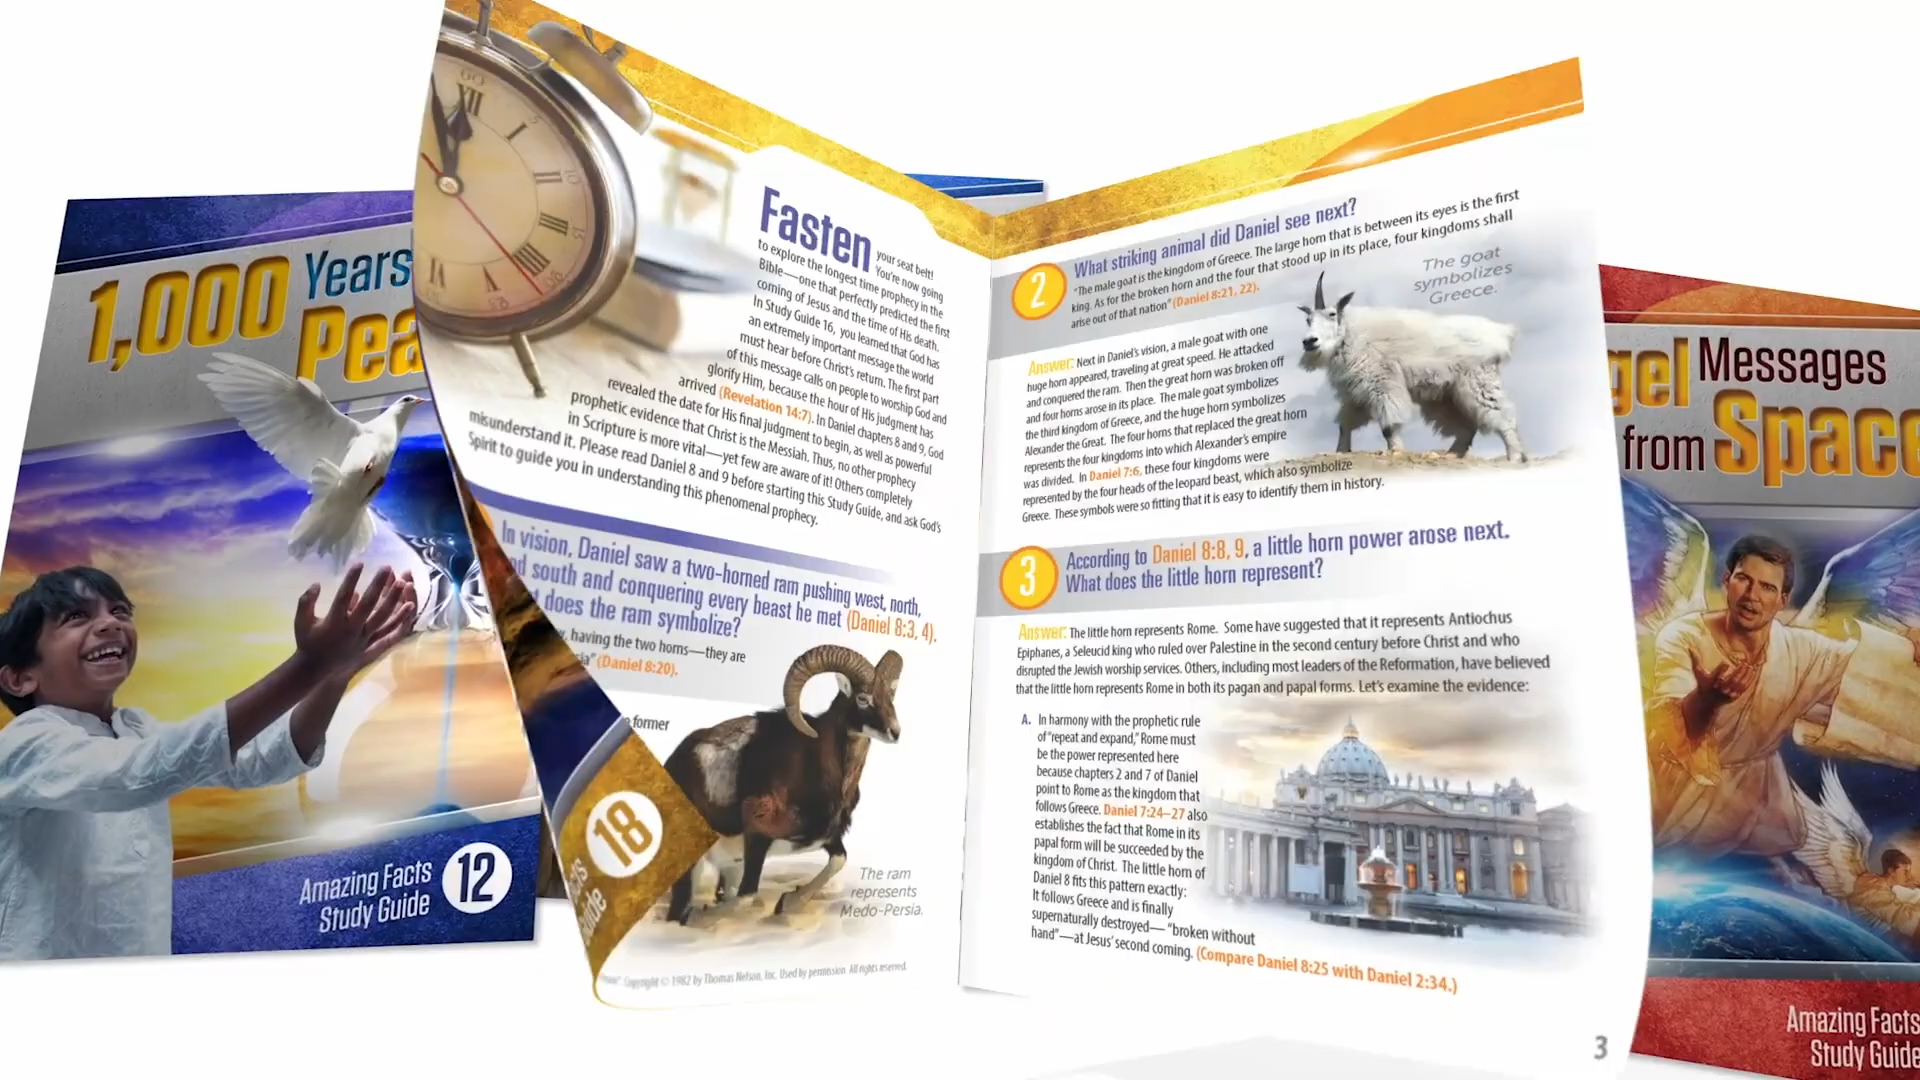 1,000 Years
Pea
Amazing Facts
Study Guide
12
XII
I
Fasten your seat belt!
You're now going
to explore the longest time prophecy in the
Bible—one that perfectly predicted the first
coming of Jesus and the time of His death.
In Study Guide 16, you learned that God has
an extremely important message the world
must hear before Christ's return. The first part
of this message calls on people to worship God and
glorify Him, because the hour of His judgment has
arrived (Revelation 14:7). In Daniel chapters 8 and 9, God
revealed the date for His final judgment to begin, as well as powerful
prophetic evidence that Christ is the Messiah. Thus, no other prophecy
in Scripture is more vital—yet few are aware of it! Others completely
misunderstand it. Please read Daniel 8 and 9 before starting this Study Guide, and ask God's
Spirit to guide you in understanding this phenomenal prophecy.
In vision, Daniel saw a two-horned ram pushing west, north,
d south and conquering every beast he met (Daniel 8:3, 4).
t does the ram symbolize?
, having the two horns—they are
ia" (Daniel 8:20).
former
The ram
represents
Medo-Persia.
18
Guide
Copyright © 1982 by Thomas Nelson, Inc. Used by permission. All rights reserved.
2
What striking animal did Daniel see next?
"The male goat is the kingdom of Greece. The large horn that is between its eyes is the first
king. As for the broken horn and the four that stood up in its place, four kingdoms shall
arise out of that nation" (Daniel 8:21, 22).
The goat
symbolizes
Greece.
Answer: Next in Daniel's vision, a male goat with one
huge horn appeared, traveling at great speed. He attacked
and conquered the ram. Then the great horn was broken off
and four horns arose in its place. The male goat symbolizes
the third kingdom of Greece, and the huge horn symbolizes
Alexander the Great. The four horns that replaced the great horn
represents the four kingdoms into which Alexander's empire
was divided. In Daniel 7:6, these four kingdoms were
represented by the four heads of the leopard beast, which also symbolize
Greece. These symbols were so fitting that it is easy to identify them in history.
3
According to Daniel 8:8, 9, a little horn power arose next.
What does the little horn represent?
Answer: The little horn represents Rome. Some have suggested that it represents Antiochus
Epiphanes, a Seleucid king who ruled over Palestine in the second century before Christ and who
disrupted the Jewish worship services. Others, including most leaders of the Reformation, have believed
that the little horn represents Rome in both its pagan and papal forms. Let's examine the evidence:
A. In harmony with the prophetic rule
of "repeat and expand," Rome must
be the power represented here
because chapters 2 and 7 of Daniel
point to Rome as the kingdom that
follows Greece. Daniel 7:24–27 also
establishes the fact that Rome in its
papal form will be succeeded by the
kingdom of Christ. The little horn of
Daniel 8 fits this pattern exactly:
It follows Greece and is finally
supernaturally destroyed—"broken without
hand"—at Jesus' second coming. (Compare Daniel 8:25 with Daniel 2:34.)
3
gel Messages
from Space
Amazing Facts
Study Guide